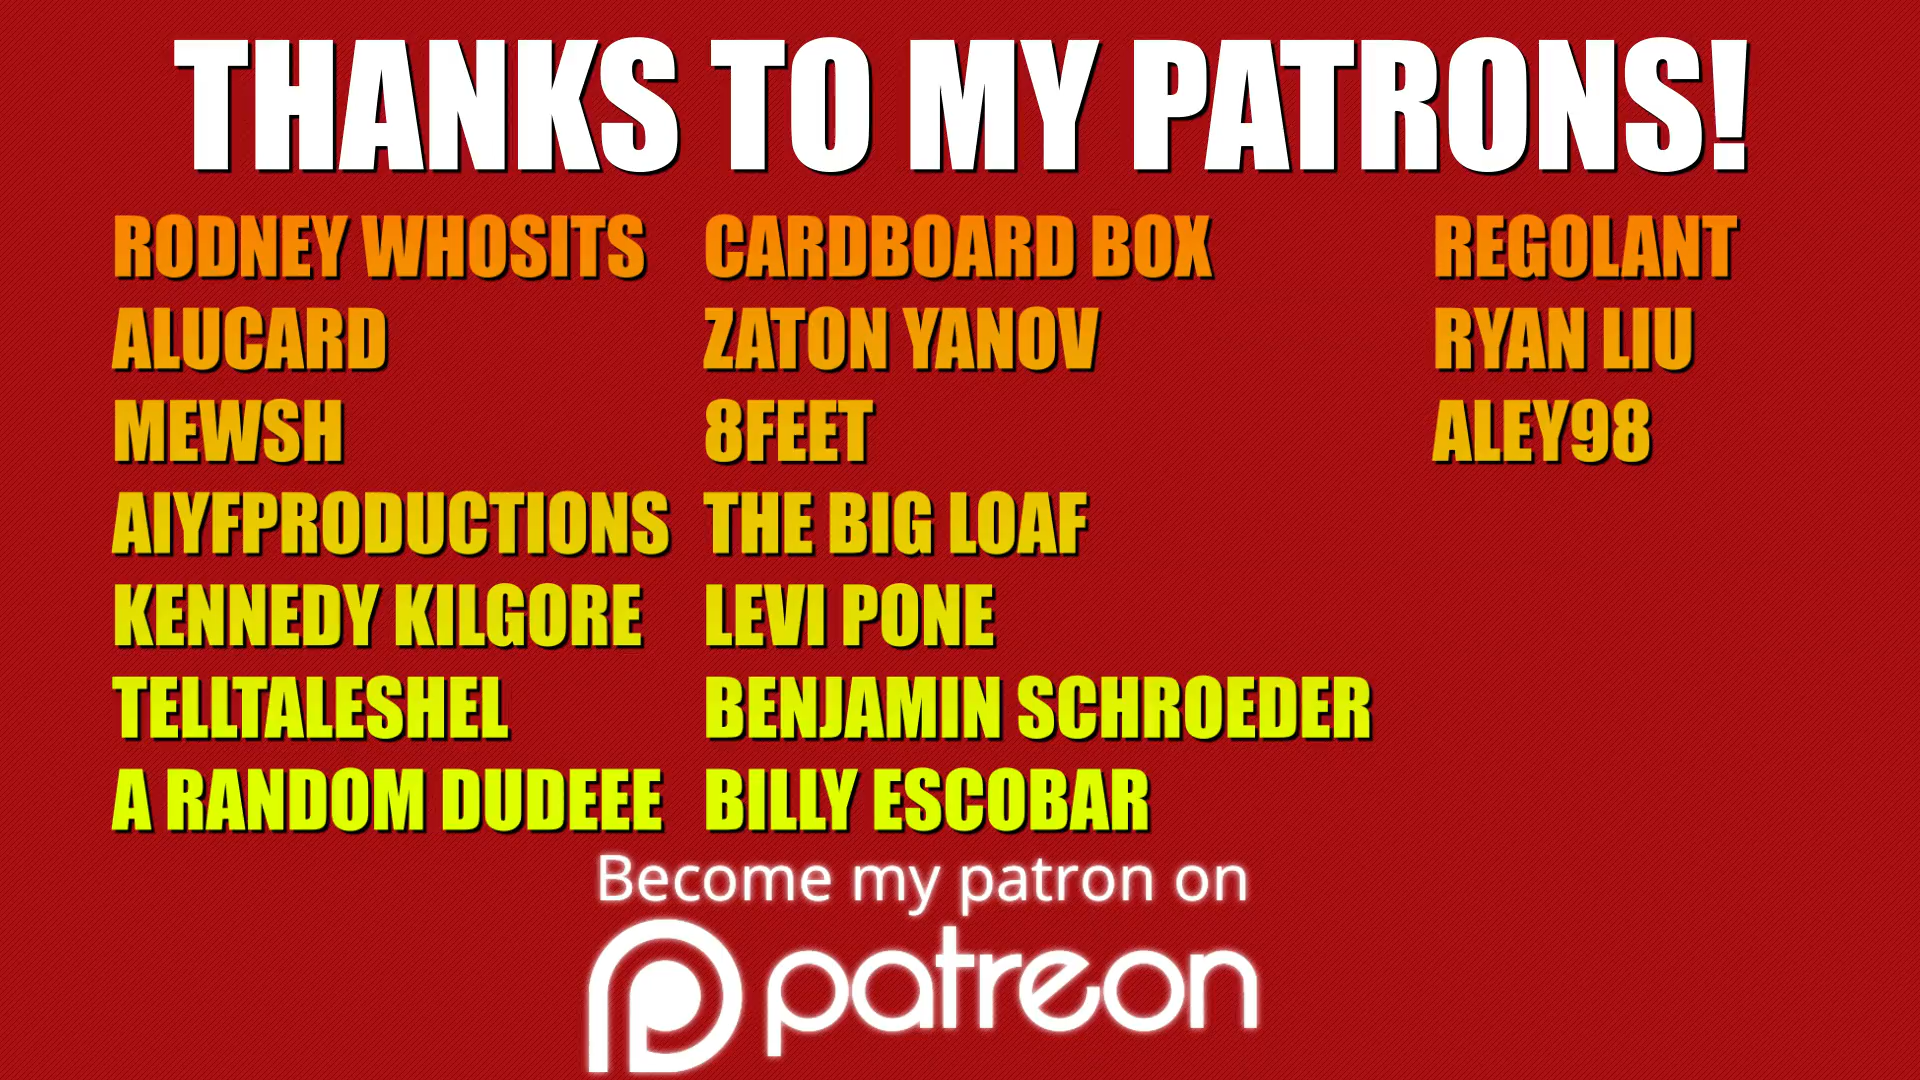 THANKS TO MY PATRONS!
RODNEY WHOSITS
ALUCARD
MEWSH
AIYFPRODUCTIONS
KENNEDY KILGORE
TELLTALESHEL
A RANDOM DUDEEE
CARDBOARD BOX
ZATON YANOV
8FEET
THE BIG LOAF
LEVI PONE
BENJAMIN SCHROEDER
BILLY ESCOBAR
REGOLANT
RYAN LIU
ALEY98
Become my patron on
patreon